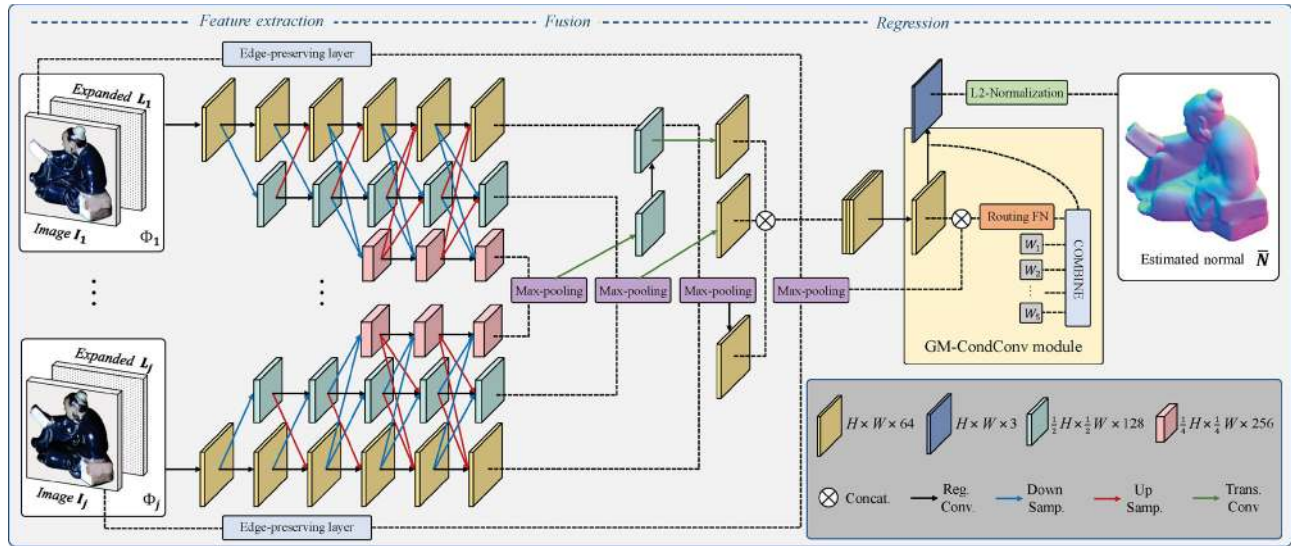 Feature extraction
Fusion
Regression
Edge-preserving layer
Expanded L₁
Image I₁
Φ₁
Expanded Lⱼ
Image Iⱼ
Φⱼ
Edge-preserving layer
Max-pooling
Max-pooling
Max-pooling
Max-pooling
L2-Normalization
Routing FN
W₁
W₂
W₅
COMBINE
GM-CondConv module
Estimated normal N̄
H × W × 64
H × W × 3
½H × ½W × 128
¼H × ¼W × 256
Concat.
Reg.
Conv.
Down
Samp.
Up
Samp.
Trans.
Conv